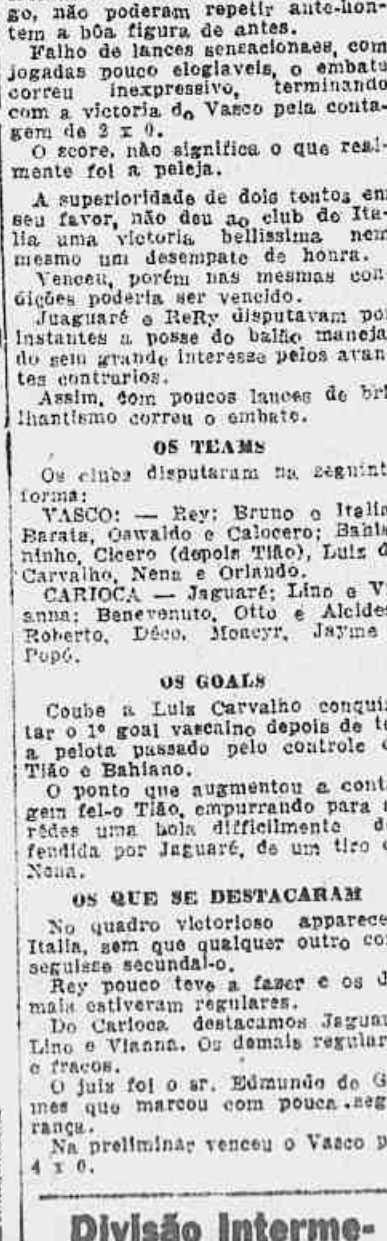 go, não poderam repetir ante-hon-
tem a bôa figura de antes.
Falho de lances sensacionaes, com
jogadas pouco elogiaveis, o embate
correu inexpressivo, terminando
com a victoria do Vasco pela conta-
gem de 2 x 0.
O score, não significa o que real-
mente foi a peleja.
A superioridade de dois tentos em
seu favor, não deu ao club de Ita-
lia uma victoria bellissima nem
mesmo um desempate de honra.
Venceu, porém nas mesmas con-
dições poderia ser vencido.
Juaguaré e ReRy disputavam por
instantes a posse do balão maneja-
do sem grande interesse pelos avan-
tes contrarios.
Assim, com poucos lances de bri-
lhantismo correu o embate.
OS TEAMS
Os clubs disputaram na seguint
forma:
VASCO: — Rey; Bruno e Italia
Barata, Oswaldo e Calocero; Bahia
ninho, Cicero (depois Tião), Luiz d
Carvalho, Nena e Orlando.
CARIOCA — Jaguaré; Lino e V
anna; Benevenuto, Otto e Alcides
Roberto, Déco, Moacyr, Jayme
Popó.
OS GOALS
Coube a Luiz Carvalho conquis
tar o 1º goal vascaino depois de te
a pelota passado pelo controle d
Tião e Bahiano.
O ponto que augmentou a conta
gem fel-o Tião, empurrando para a
rêdes uma bola difficilmente de
fendida por Jaguaré, de um tiro d
Nena.
OS QUE SE DESTACARAM
No quadro victorioso apparece
Italia, sem que qualquer outro con
seguisse secundal-o.
Rey pouco teve a fazer e os d
mais estiveram regulares.
Do Carioca destacamos Jaguar
Lino e Vianna. Os demais regular
e fracos.
O juiz foi o sr. Edmundo de G
mes que marcou com pouca segu
rança.
Na preliminar venceu o Vasco p
4 x 0.
Divisão Interme-